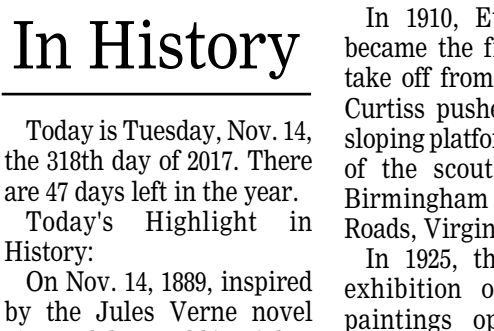 In History
Today is Tuesday, Nov. 14,
the 318th day of 2017. There
are 47 days left in the year.
Today's Highlight in
History:
On Nov. 14, 1889, inspired
by the Jules Verne novel
In 1910,
became the
take off from
Curtiss
sloping
of the scout
Birmingham
Roads,
In 1925,
exhibition
paintings